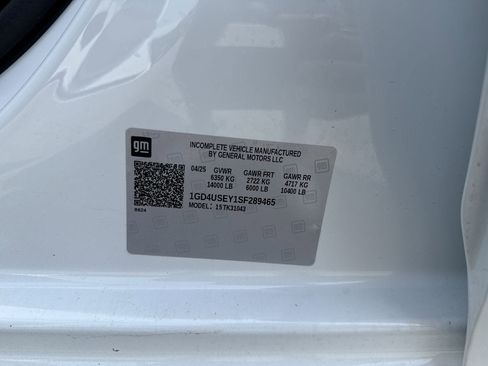 gm
INCOMPLETE VEHICLE MANUFACTURED
BY GENERAL MOTORS LLC
04/25 GVWR GAWR FRT GAWR RR
6350 KG 2722 KG 4717 KG
14000 LB 6000 LB 10400 LB
1GD4USEY1SF289465
MODEL: 15TK31042